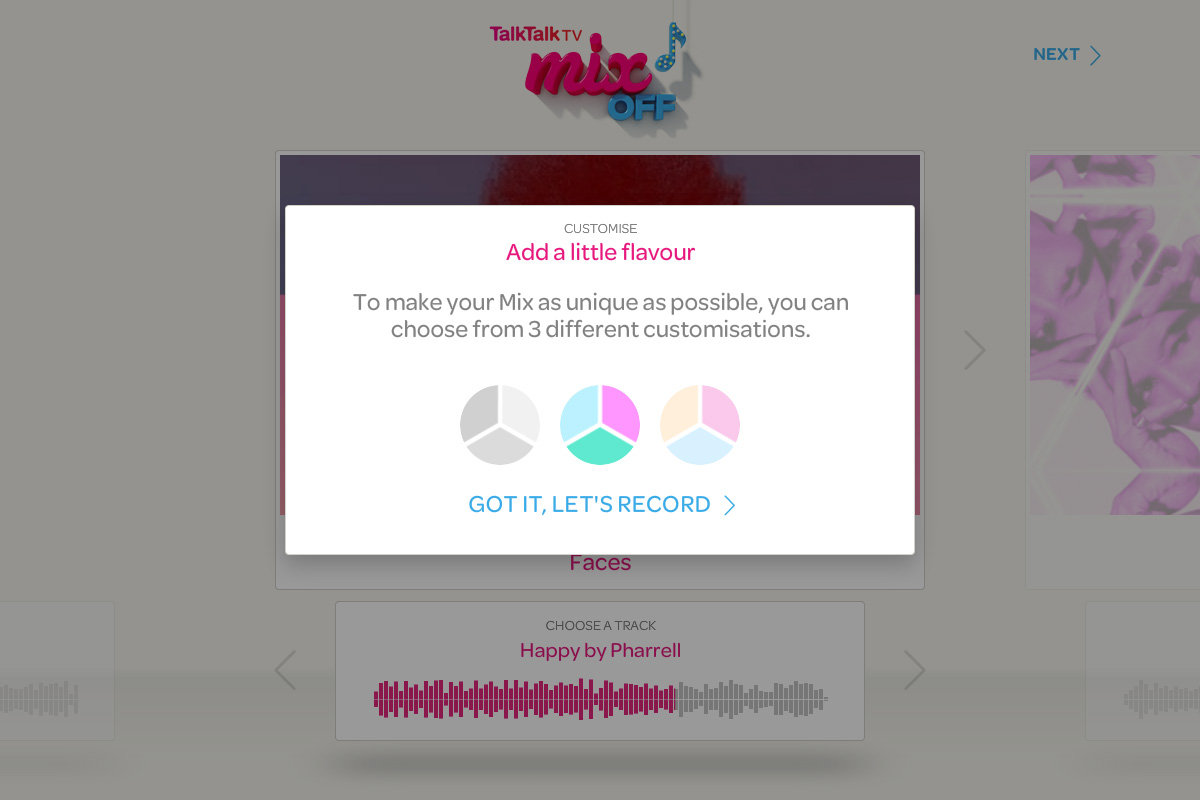 TalkTalk TV
mix
OFF
NEXT
CUSTOMISE
Add a little flavour
To make your Mix as unique as possible, you can
choose from 3 different customisations.
GOT IT, LET'S RECORD
Faces
CHOOSE A TRACK
Happy by Pharrell